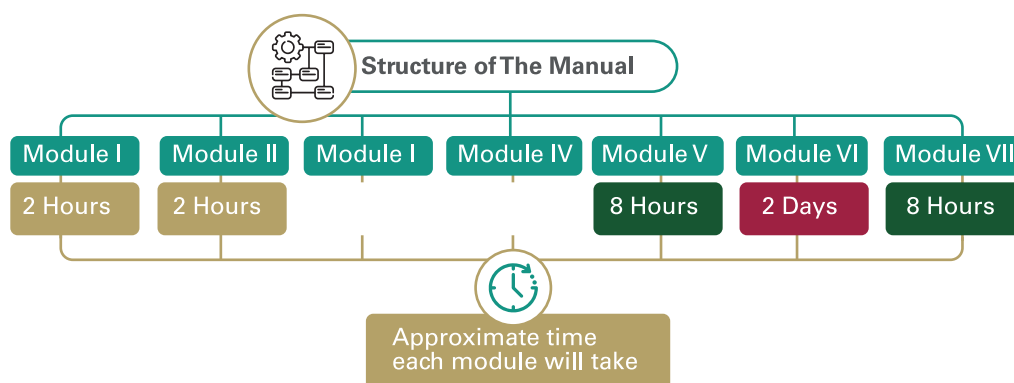 Structure of The Manual
Module I
Module II
Module I
Module IV
Module V
Module VI
Module VII
2 Hours
2 Hours
8 Hours
2 Days
8 Hours
Approximate time
each module will take